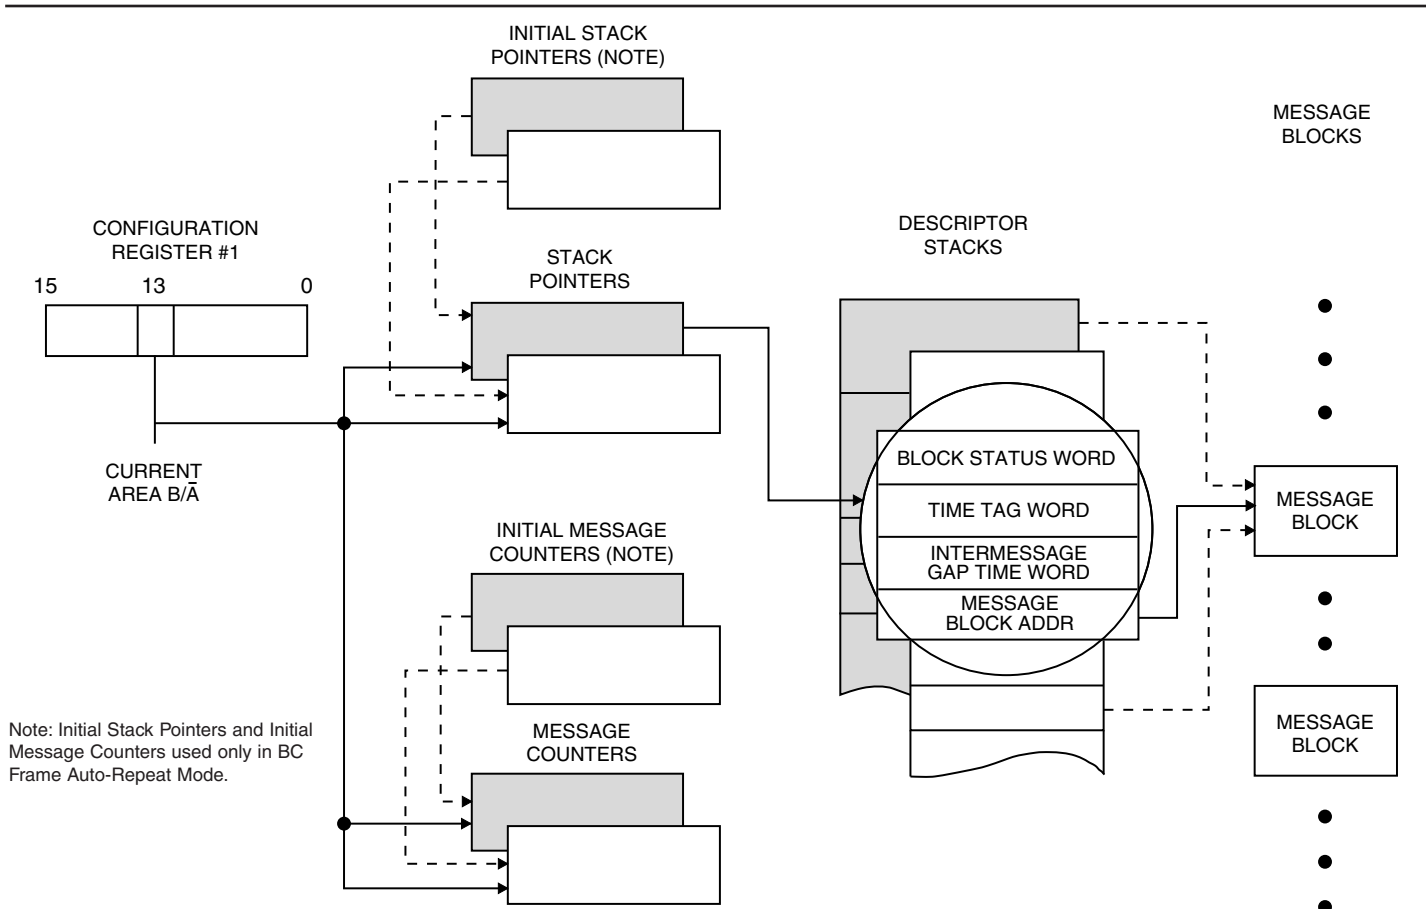 INITIAL STACK
POINTERS (NOTE)
MESSAGE
BLOCKS
CONFIGURATION
REGISTER #1
15 13 0
STACK
POINTERS
DESCRIPTOR
STACKS
CURRENT
AREA B/A̅
BLOCK STATUS WORD
TIME TAG WORD
INTERMESSAGE
GAP TIME WORD
MESSAGE
BLOCK ADDR
MESSAGE
BLOCK
INITIAL MESSAGE
COUNTERS (NOTE)
MESSAGE
BLOCK
Note: Initial Stack Pointers and Initial
Message Counters used only in BC
Frame Auto-Repeat Mode.
MESSAGE
COUNTERS